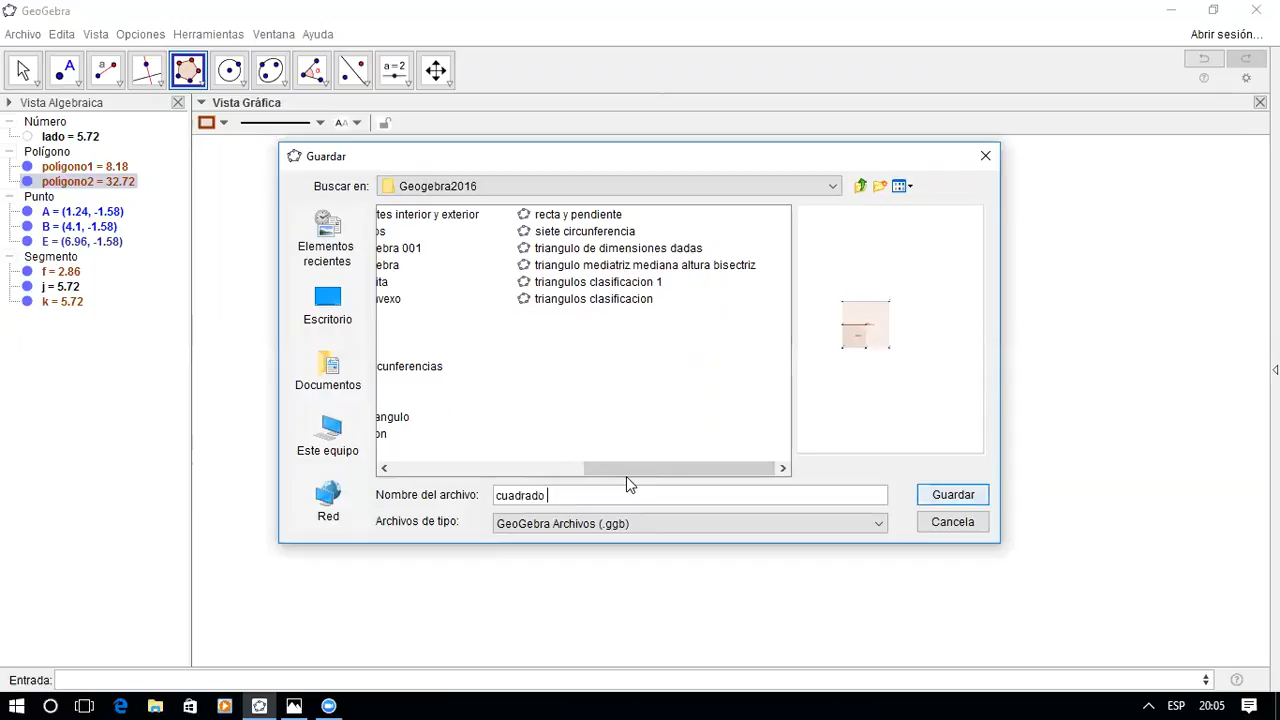 GeoGebra
Archivo Edita Vista Opciones Herramientas Ventana Ayuda
Abrir sesión...
A
a
a=2
Vista Algebraica
Vista Gráfica
AA
Número
lado = 5.72
Polígono
polígono1 = 8.18
polígono2 = 32.72
Punto
A = (1.24, -1.58)
B = (4.1, -1.58)
E = (6.96, -1.58)
Segmento
f = 2.86
j = 5.72
k = 5.72
Guardar
Buscar en:
Geogebra2016
Elementos
recientes
Escritorio
Documentos
Este equipo
Red
tes interior y exterior
os
ebra 001
ebra
ita
nvexo
cunferencias
angulo
on
recta y pendiente
siete circunferencia
triangulo de dimensiones dadas
triangulo mediatriz mediana altura bisectriz
triangulos clasificacion 1
triangulos clasificacion
Nombre del archivo:
cuadrado
Guardar
Archivos de tipo:
GeoGebra Archivos (.ggb)
Cancela
Entrada:
ESP 20:05